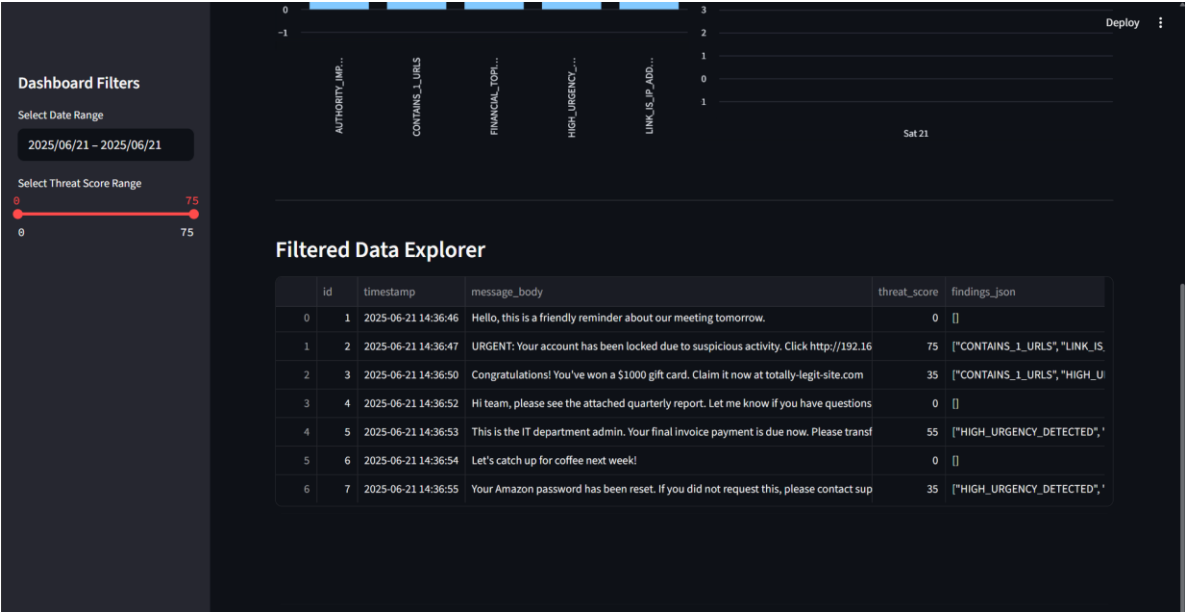 Deploy
Dashboard Filters
Select Date Range
2025/06/21 – 2025/06/21
Select Threat Score Range
0 75
0 75
0
−1
AUTHORITY_IMP…
CONTAINS_1_URLS
FINANCIAL_TOPI…
HIGH_URGENCY_…
LINK_IS_IP_ADD…
3
2
1
0
1
Sat 21
Filtered Data Explorer
id timestamp message_body threat_score findings_json
0 1 2025-06-21 14:36:46 Hello, this is a friendly reminder about our meeting tomorrow. 0 []
1 2 2025-06-21 14:36:47 URGENT: Your account has been locked due to suspicious activity. Click http://192.16 75 ["CONTAINS_1_URLS", "LINK_IS_
2 3 2025-06-21 14:36:50 Congratulations! You've won a $1000 gift card. Claim it now at totally-legit-site.com 35 ["CONTAINS_1_URLS", "HIGH_U
3 4 2025-06-21 14:36:52 Hi team, please see the attached quarterly report. Let me know if you have questions 0 []
4 5 2025-06-21 14:36:53 This is the IT department admin. Your final invoice payment is due now. Please transf 55 ["HIGH_URGENCY_DETECTED", "
5 6 2025-06-21 14:36:54 Let's catch up for coffee next week! 0 []
6 7 2025-06-21 14:36:55 Your Amazon password has been reset. If you did not request this, please contact sup 35 ["HIGH_URGENCY_DETECTED", "